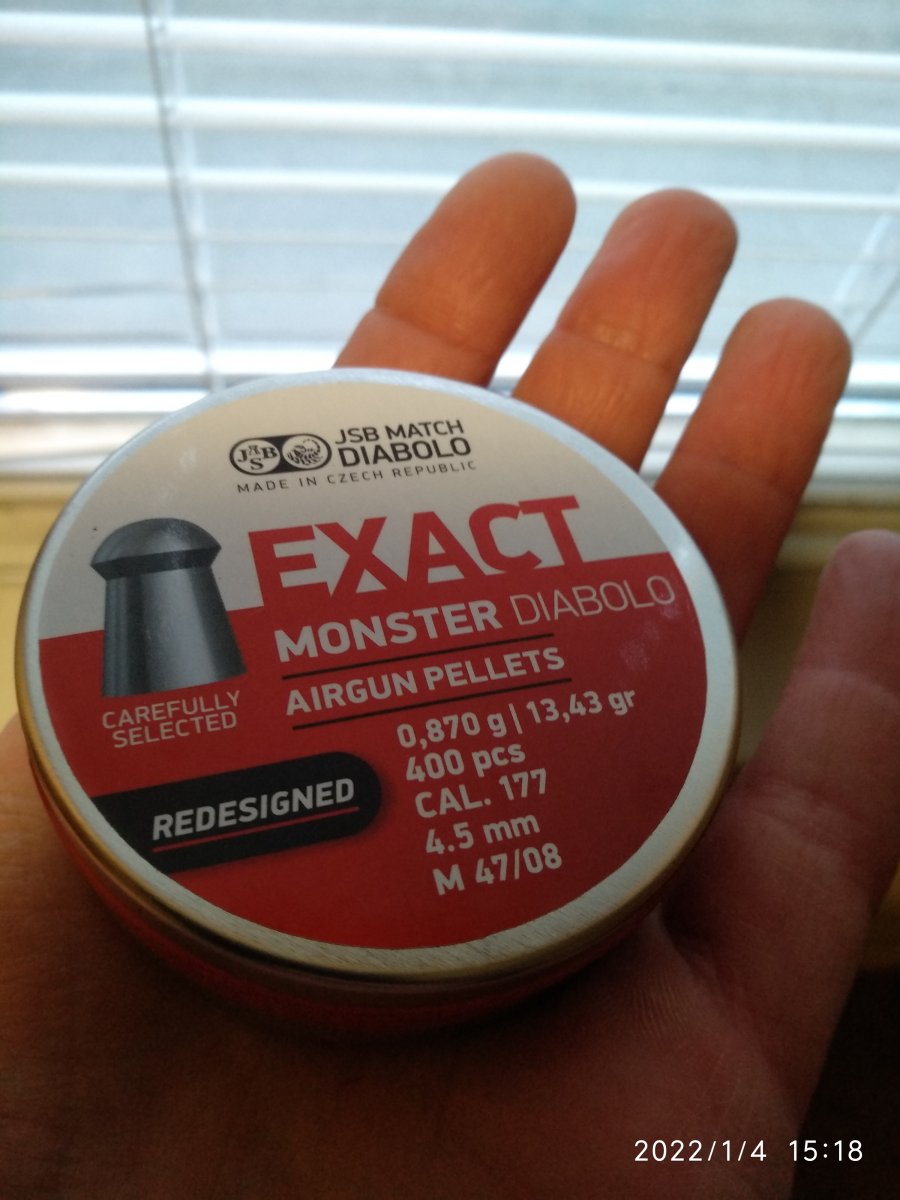 JSB
JSB MATCH
DIABOLO
MADE IN CZECH REPUBLIC
EXACT
MONSTER DIABOLO
AIRGUN PELLETS
CAREFULLY
SELECTED
0,870 g | 13,43 gr
400 pcs
CAL. 177
4.5 mm
M 47/08
REDESIGNED
2022/1/4 15:18